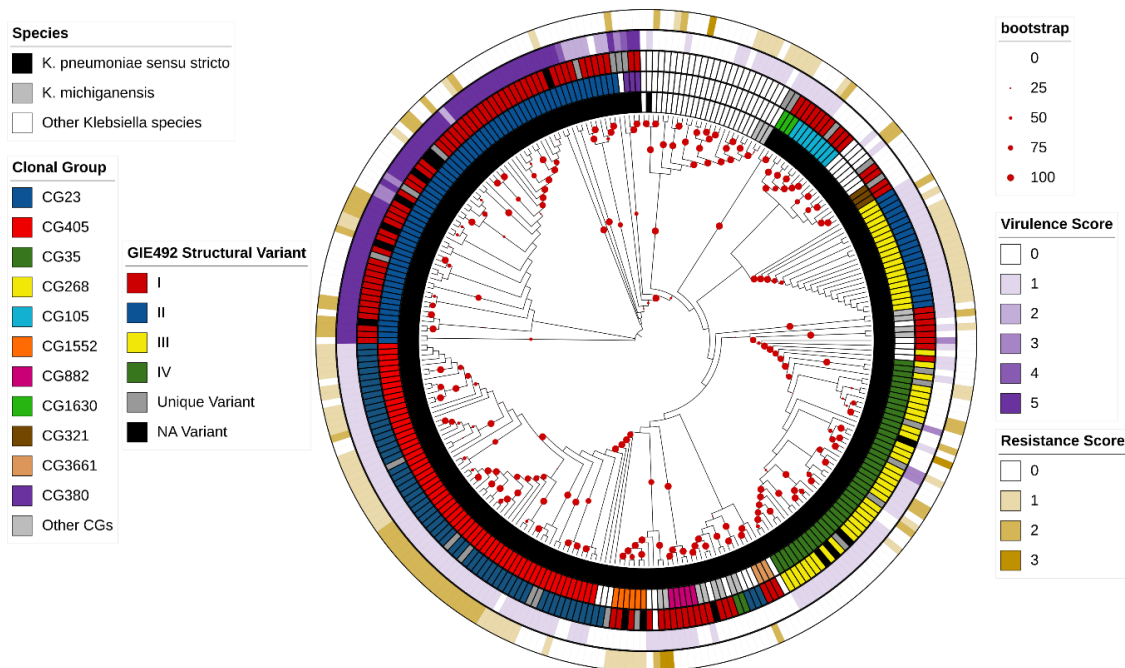 Species
K. pneumoniae sensu stricto
K. michiganensis
Other Klebsiella species
Clonal Group
CG23
CG405
CG35
CG268
CG105
CG1552
CG882
CG1630
CG321
CG3661
CG380
Other CGs
GIE492 Structural Variant
I
II
III
IV
Unique Variant
NA Variant
bootstrap
0
25
50
75
100
Virulence Score
0
1
2
3
4
5
Resistance Score
0
1
2
3